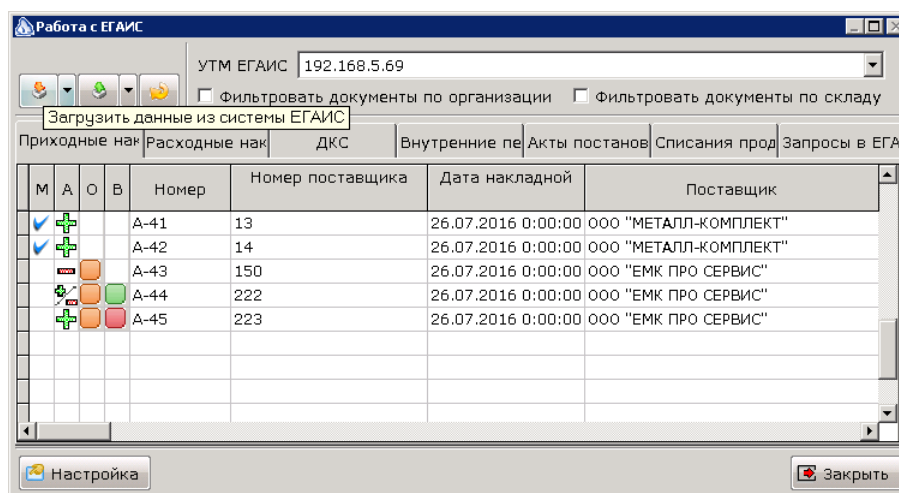 Работа с ЕГАИС
УТМ ЕГАИС 192.168.5.69
Фильтровать документы по организации Фильтровать документы по складу
Загрузить данные из системы ЕГАИС
Приходные нак Расходные нак ДКС Внутренние пе Акты постанов Списания прод Запросы в ЕГА
М А О В Номер Номер поставщика Дата накладной Поставщик
А-41 13 26.07.2016 0:00:00 ООО "МЕТАЛЛ-КОМПЛЕКТ"
А-42 14 26.07.2016 0:00:00 ООО "МЕТАЛЛ-КОМПЛЕКТ"
А-43 150 26.07.2016 0:00:00 ООО "ЕМК ПРО СЕРВИС"
А-44 222 26.07.2016 0:00:00 ООО "ЕМК ПРО СЕРВИС"
А-45 223 26.07.2016 0:00:00 ООО "ЕМК ПРО СЕРВИС"
Настройка Закрыть